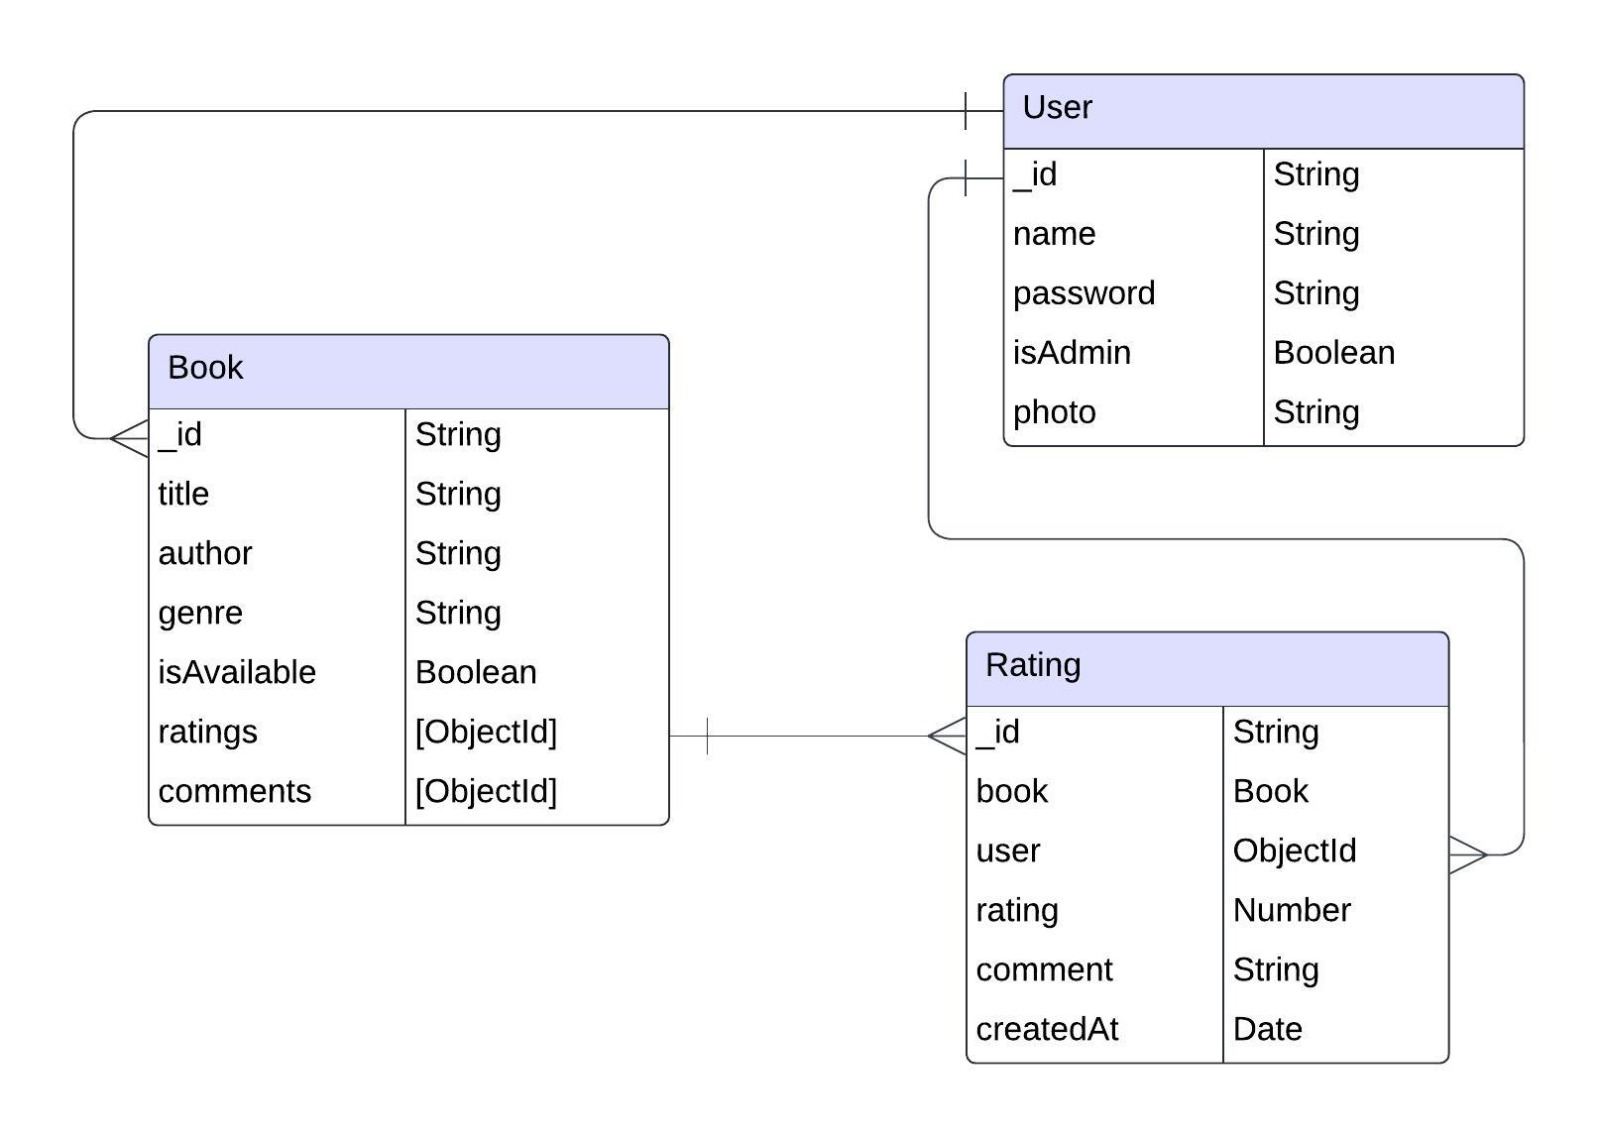 User
_id String
name String
password String
isAdmin Boolean
photo String
Book
_id String
title String
author String
genre String
isAvailable Boolean
ratings [ObjectId]
comments [ObjectId]
Rating
_id String
book Book
user ObjectId
rating Number
comment String
createdAt Date